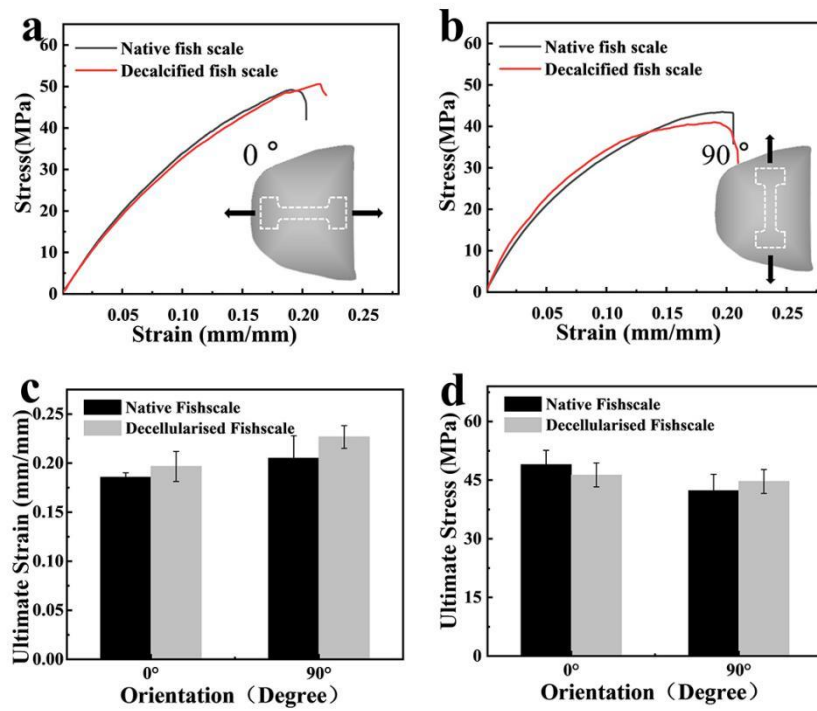 a
60
50
40
30
20
10
0
Stress(MPa)
Native fish scale
Decalcified fish scale
0 °
0.05 0.10 0.15 0.20 0.25
Strain (mm/mm)
b
60
50
40
30
20
10
0
Stress(MPa)
Native fish scale
Decalcified fish scale
90 °
0.05 0.10 0.15 0.20 0.25
Strain (mm/mm)
c
0.25
0.20
0.15
0.10
0.05
0.00
Ultimate Strain (mm/mm)
Native Fishscale
Decellularised Fishscale
0° 90°
Orientation（Degree）
d
60
45
30
15
0
Ultimate Stress (MPa)
Native Fishscale
Decellularised Fishscale
0° 90°
Orientation（Degree）